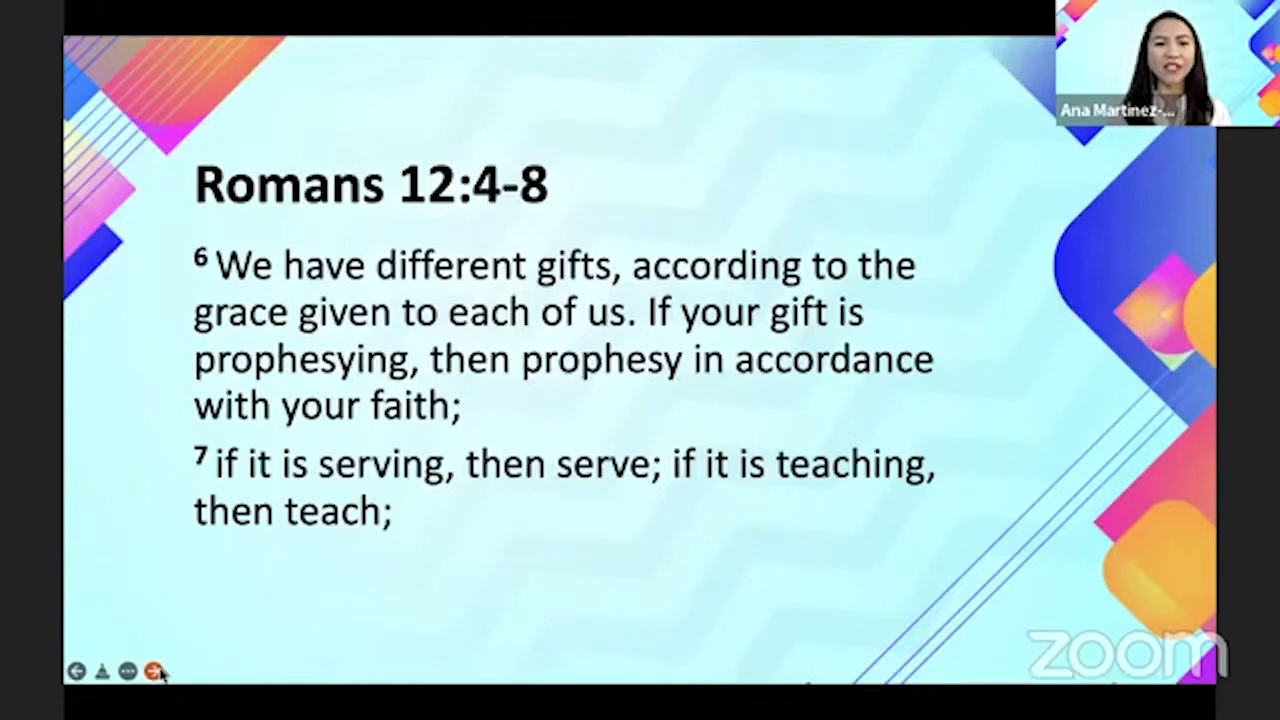 Ana Martinez-...
Romans 12:4-8
6 We have different gifts, according to the
grace given to each of us. If your gift is
prophesying, then prophesy in accordance
with your faith;
7 if it is serving, then serve; if it is teaching,
then teach;
zoom